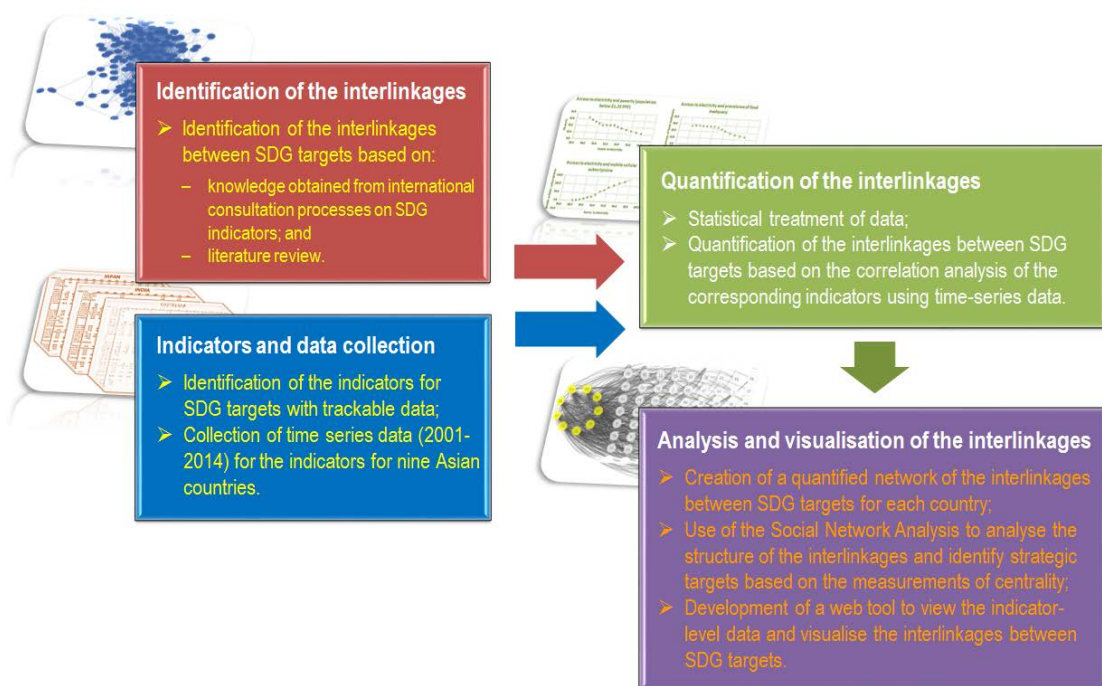 Identification of the interlinkages
➢ Identification of the interlinkages
between SDG targets based on:
– knowledge obtained from international
consultation processes on SDG
indicators; and
– literature review.
JAPAN
INDIA
Indicators and data collection
➢ Identification of the indicators for
SDG targets with trackable data;
➢ Collection of time series data (2001-
2014) for the indicators for nine Asian
countries.
Quantification of the interlinkages
➢ Statistical treatment of data;
➢ Quantification of the interlinkages between SDG
targets based on the correlation analysis of the
corresponding indicators using time-series data.
Analysis and visualisation of the interlinkages
➢ Creation of a quantified network of the interlinkages
between SDG targets for each country;
➢ Use of the Social Network Analysis to analyse the
structure of the interlinkages and identify strategic
targets based on the measurements of centrality;
➢ Development of a web tool to view the indicator-
level data and visualise the interlinkages between
SDG targets.